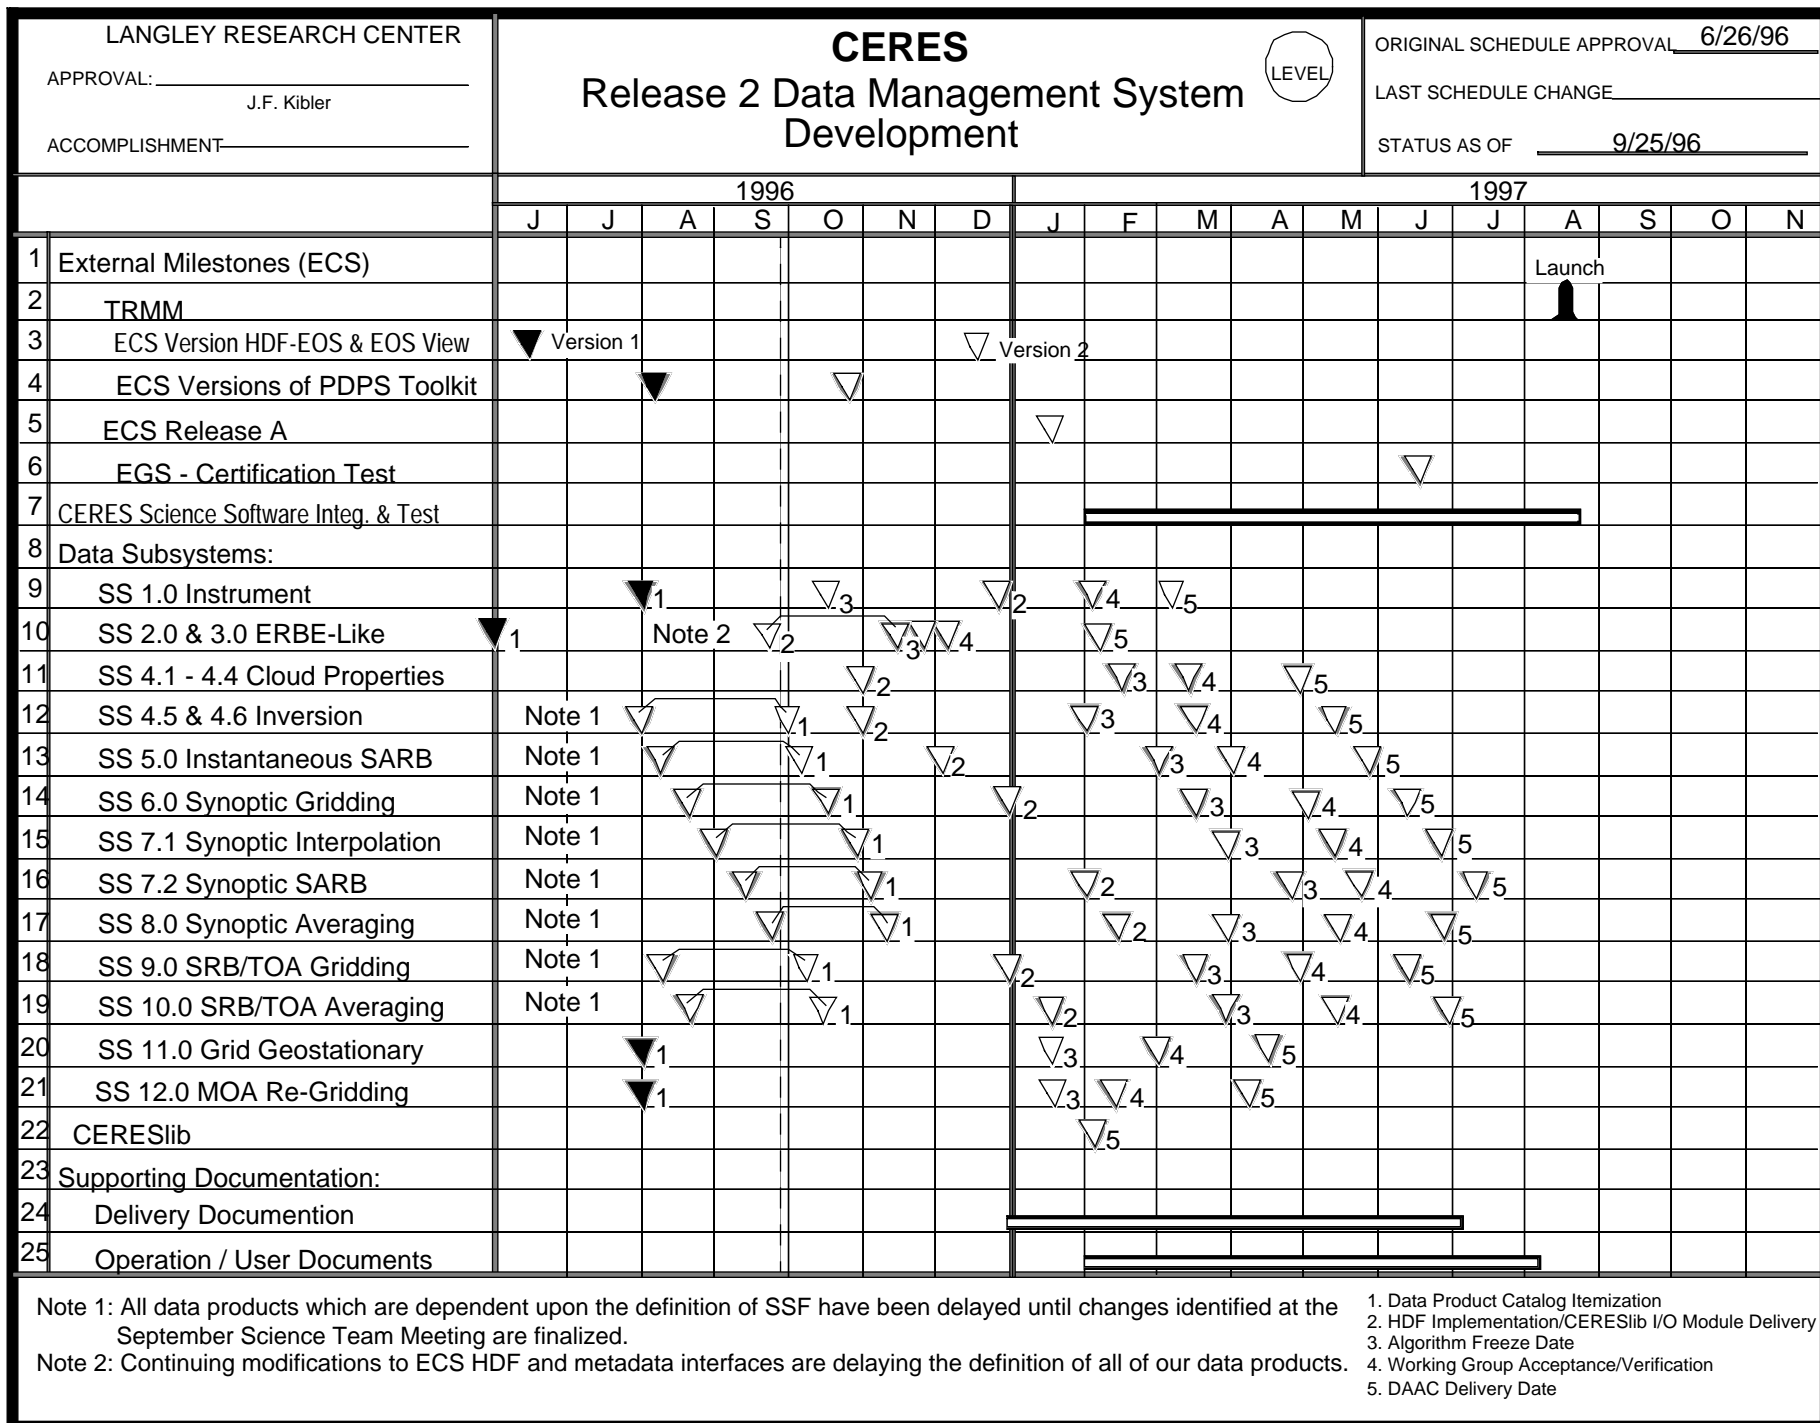 LANGLEY RESEARCH CENTER
APPROVAL:
J.F. Kibler
ACCOMPLISHMENT
CERES
Release 2 Data Management System
Development
LEVEL
ORIGINAL SCHEDULE APPROVAL 6/26/96
LAST SCHEDULE CHANGE
STATUS AS OF 9/25/96
1996 1997
J J A S O N D J F M A M J J A S O N
1 External Milestones (ECS)
Launch
2 TRMM
3 ECS Version HDF-EOS & EOS View Version 1 Version 2
4 ECS Versions of PDPS Toolkit
5 ECS Release A
6 EGS - Certification Test
7 CERES Science Software Integ. & Test
8 Data Subsystems:
9 SS 1.0 Instrument 1 3 2 4 5
10 SS 2.0 & 3.0 ERBE-Like 1 Note 2 2 3 4 5
11 SS 4.1 - 4.4 Cloud Properties 2 3 4 5
12 SS 4.5 & 4.6 Inversion Note 1 1 2 3 4 5
13 SS 5.0 Instantaneous SARB Note 1 1 2 3 4 5
14 SS 6.0 Synoptic Gridding Note 1 1 2 3 4 5
15 SS 7.1 Synoptic Interpolation Note 1 1 3 4 5
16 SS 7.2 Synoptic SARB Note 1 1 2 3 4 5
17 SS 8.0 Synoptic Averaging Note 1 1 2 3 4 5
18 SS 9.0 SRB/TOA Gridding Note 1 1 2 3 4 5
19 SS 10.0 SRB/TOA Averaging Note 1 1 2 3 4 5
20 SS 11.0 Grid Geostationary 1 3 4 5
21 SS 12.0 MOA Re-Gridding 1 3 4 5
22 CERESlib 5
23 Supporting Documentation:
24 Delivery Documention
25 Operation / User Documents
Note 1: All data products which are dependent upon the definition of SSF have been delayed until changes identified at the
September Science Team Meeting are finalized.
Note 2: Continuing modifications to ECS HDF and metadata interfaces are delaying the definition of all of our data products.
1. Data Product Catalog Itemization
2. HDF Implementation/CERESlib I/O Module Delivery
3. Algorithm Freeze Date
4. Working Group Acceptance/Verification
5. DAAC Delivery Date